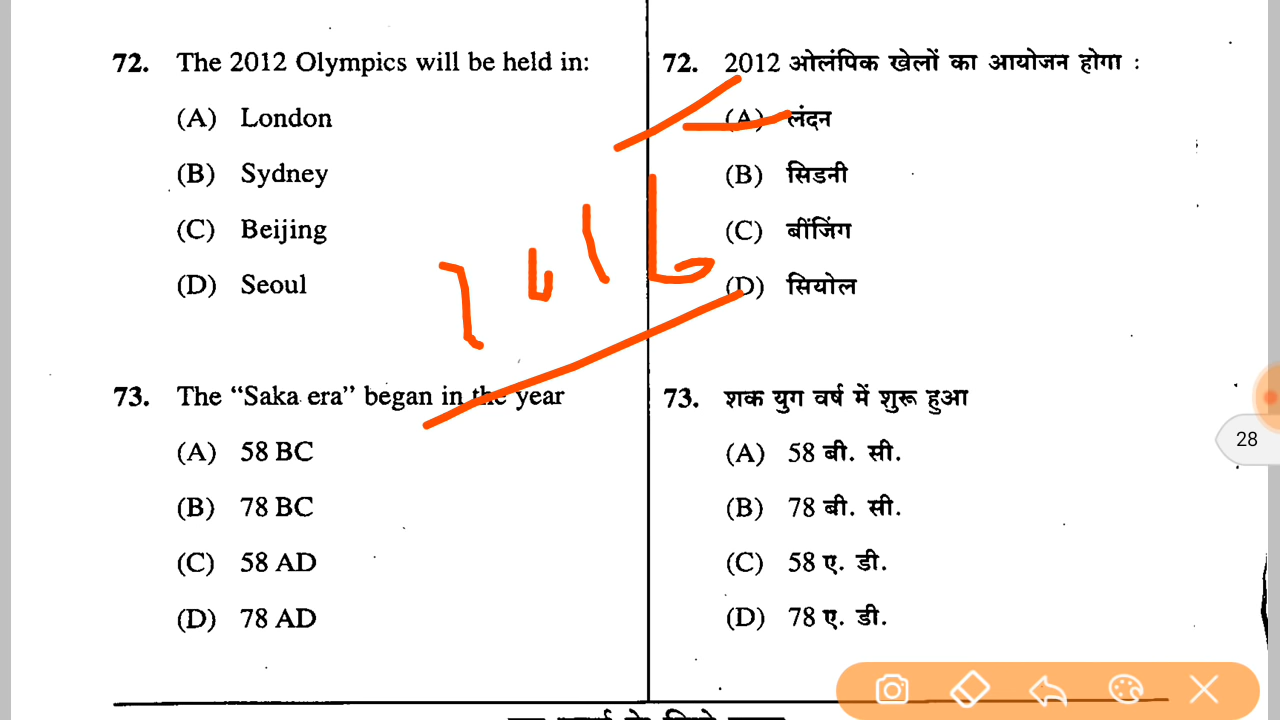 72. The 2012 Olympics will be held in:
(A) London
(B) Sydney
(C) Beijing
(D) Seoul
73. The “Saka era” began in the year
(A) 58 BC
(B) 78 BC
(C) 58 AD
(D) 78 AD
72. 2012 ओलंपिक खेलों का आयोजन होगा :
(A) लंदन
(B) सिडनी
(C) बींजिंग
(D) सियोल
73. शक युग वर्ष में शुरू हुआ
(A) 58 बी. सी.
(B) 78 बी. सी.
(C) 58 ए. डी.
(D) 78 ए. डी.
28